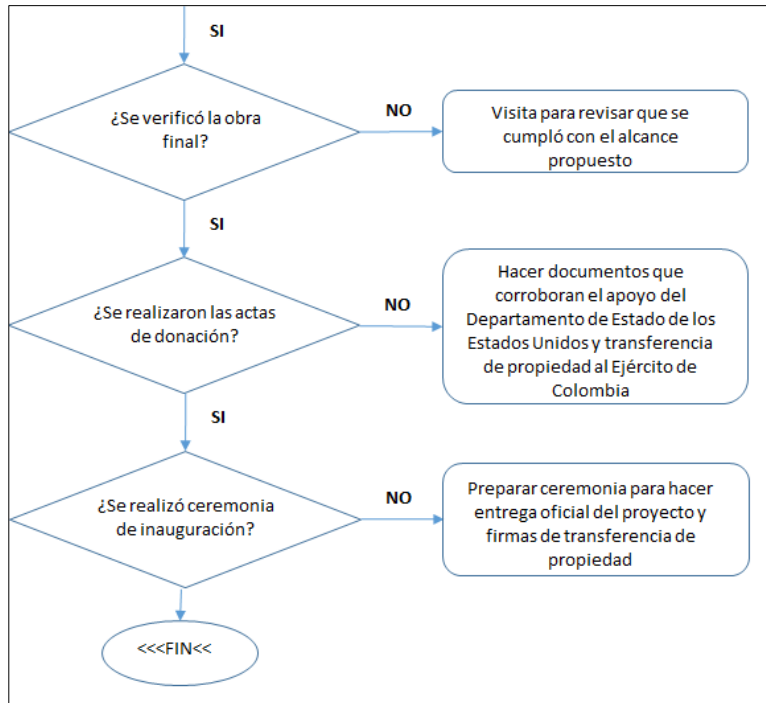 SI
¿Se verificó la obra
final?
NO
Visita para revisar que se
cumpló con el alcance
propuesto
SI
¿Se realizaron las actas
de donación?
NO
Hacer documentos que
corroboran el apoyo del
Departamento de Estado de los
Estados Unidos y transferencia
de propiedad al Ejército de
Colombia
SI
¿Se realizó ceremonia
de inauguración?
NO
Preparar ceremonia para hacer
entrega oficial del proyecto y
firmas de transferencia de
propiedad
<<<FIN<<